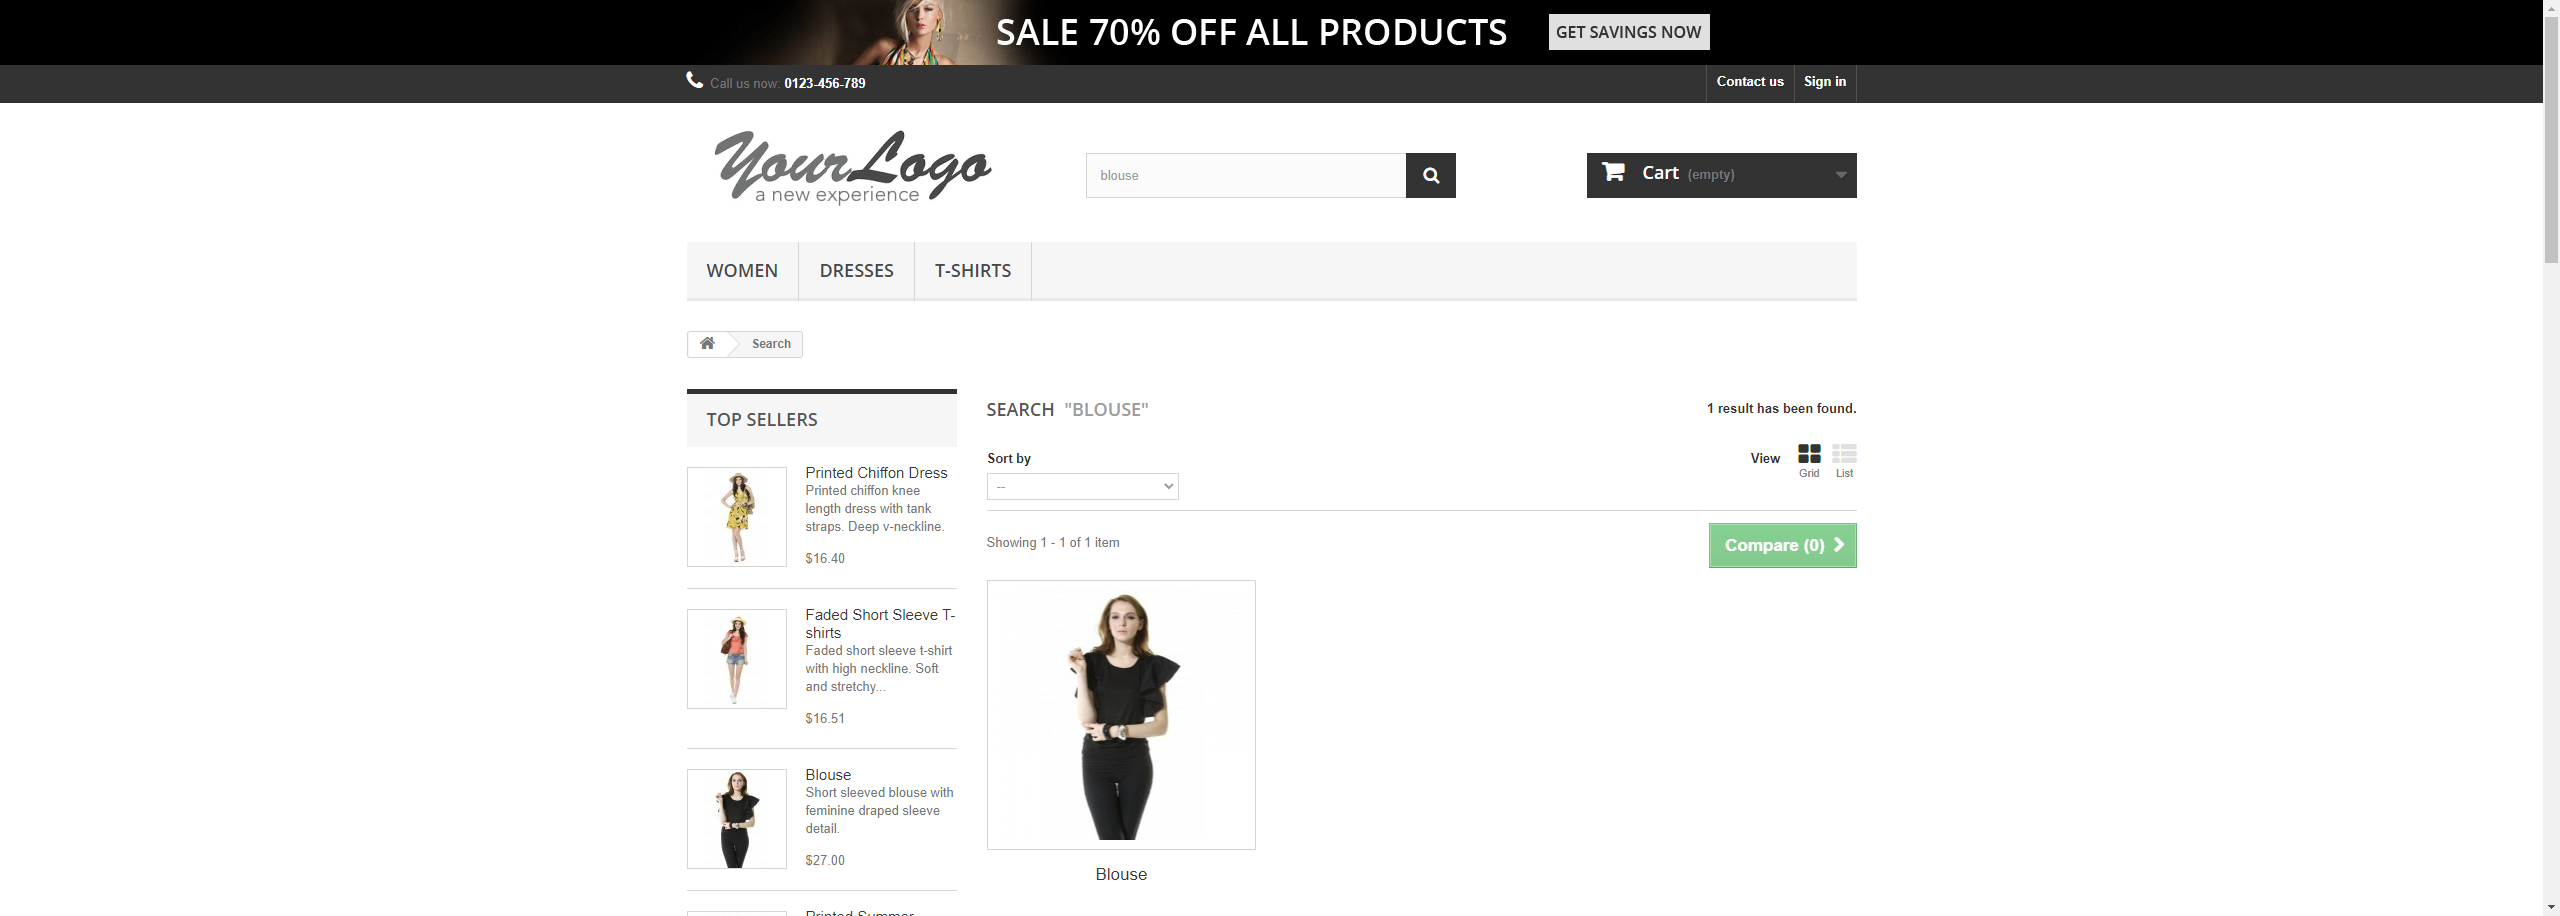 SALE 70% OFF ALL PRODUCTS
GET SAVINGS NOW
Call us now: 0123-456-789
Contact us
Sign in
YourLogo
a new experience
blouse
Cart (empty)
WOMEN
DRESSES
T-SHIRTS
Search
TOP SELLERS
Printed Chiffon Dress
Printed chiffon knee
length dress with tank
straps. Deep v-neckline.
$16.40
Faded Short Sleeve T-
shirts
Faded short sleeve t-shirt
with high neckline. Soft
and stretchy...
$16.51
Blouse
Short sleeved blouse with
feminine draped sleeve
detail.
$27.00
Printed Summer
SEARCH "BLOUSE"
1 result has been found.
Sort by
--
View
Grid
List
Showing 1 - 1 of 1 item
Compare (0)
Blouse